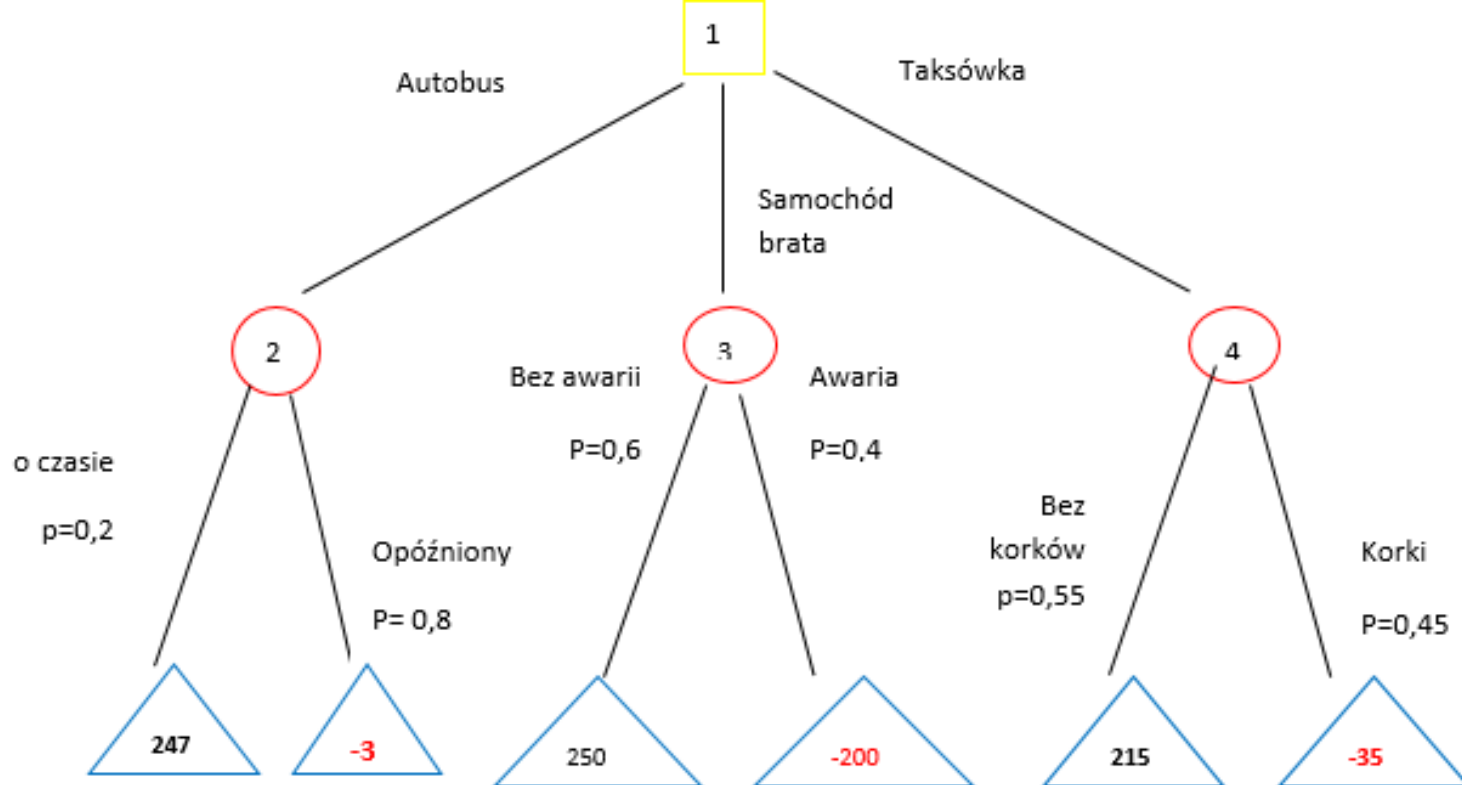 1
Autobus
Taksówka
Samochód
brata
2
3
4
Bez awarii
P=0,6
Awaria
P=0,4
o czasie
p=0,2
Opóźniony
P= 0,8
Bez
korków
p=0,55
Korki
P=0,45
247
-3
250
-200
215
-35